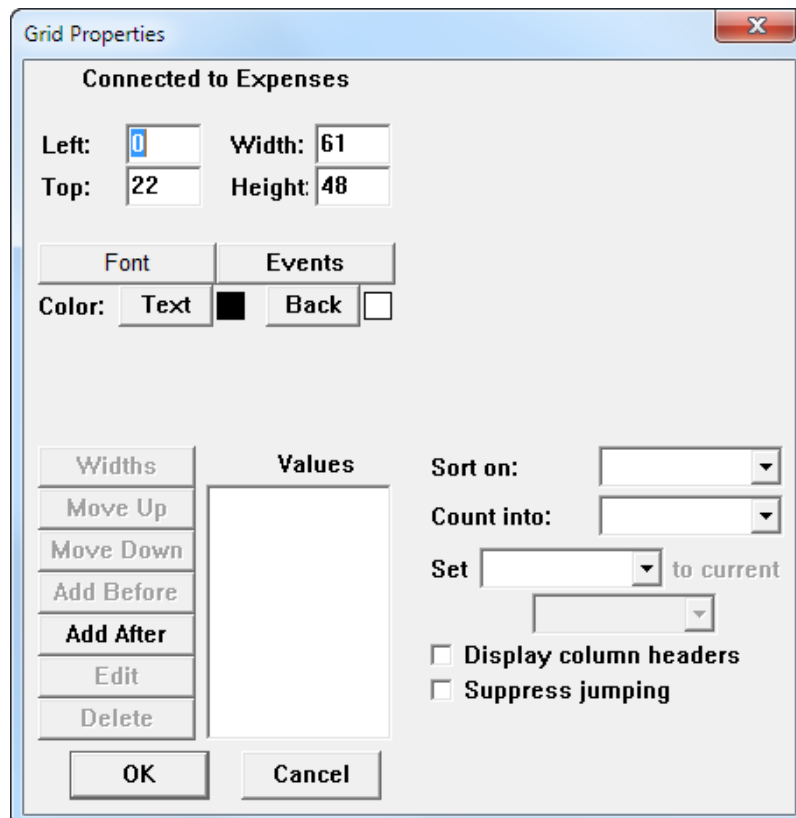 Grid Properties
Connected to Expenses
Left: 0 Width: 61
Top: 22 Height: 48
Font Events
Color: Text Back
Widths Values Sort on:
Move Up Count into:
Move Down
Set to current
Add Before
Add After
Display column headers
Edit
Suppress jumping
Delete
OK Cancel